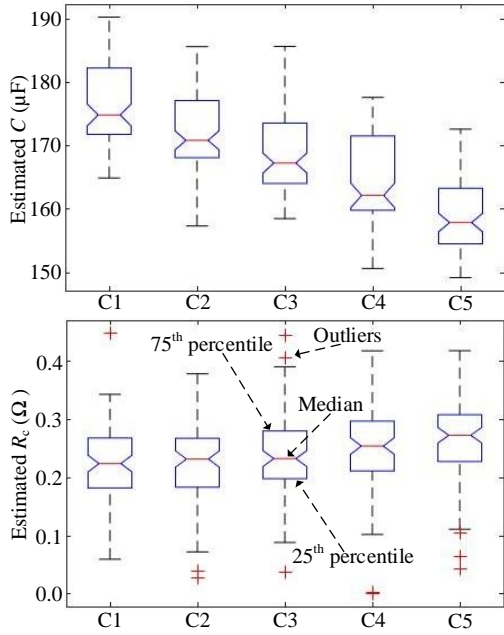 Estimated C (μF)
190
180
170
160
150
C1 C2 C3 C4 C5
Estimated Rc (Ω)
0.4
0.3
0.2
0.1
0.0
75th percentile
Outliers
Median
25th percentile
C1 C2 C3 C4 C5